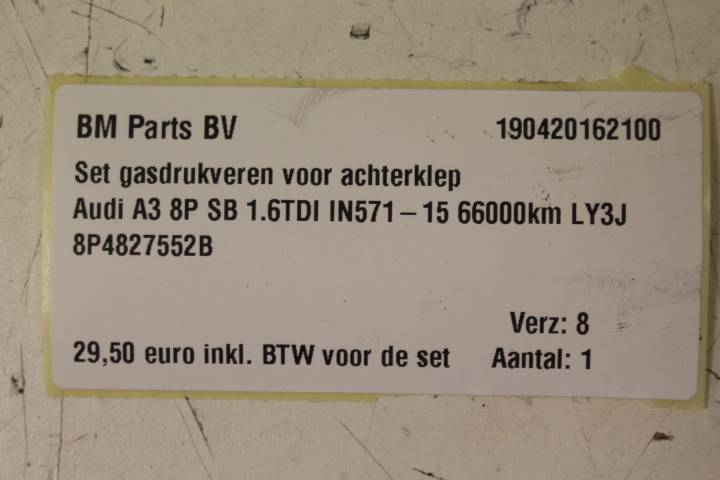 BM Parts BV 190420162100
Set gasdrukveren voor achterklep
Audi A3 8P SB 1.6TDI IN571 – 15 66000km LY3J
8P4827552B
Verz: 8
29,50 euro inkl. BTW voor de set Aantal: 1